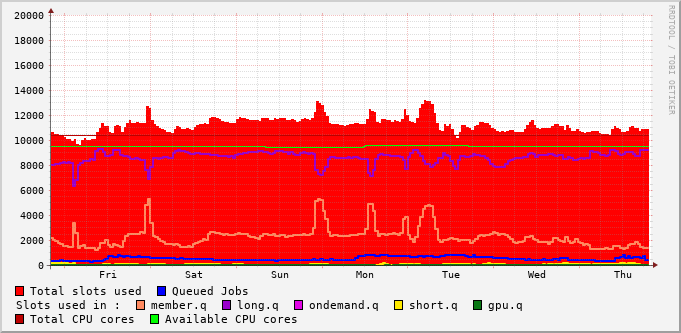 20000
18000
16000
14000
12000
10000
8000
6000
4000
2000
0
Fri Sat Sun Mon Tue Wed Thu
Total slots used Queued Jobs
Slots used in : member.q long.q ondemand.q short.q gpu.q
Total CPU cores Available CPU cores
RRDTOOL / TOBI OETIKER